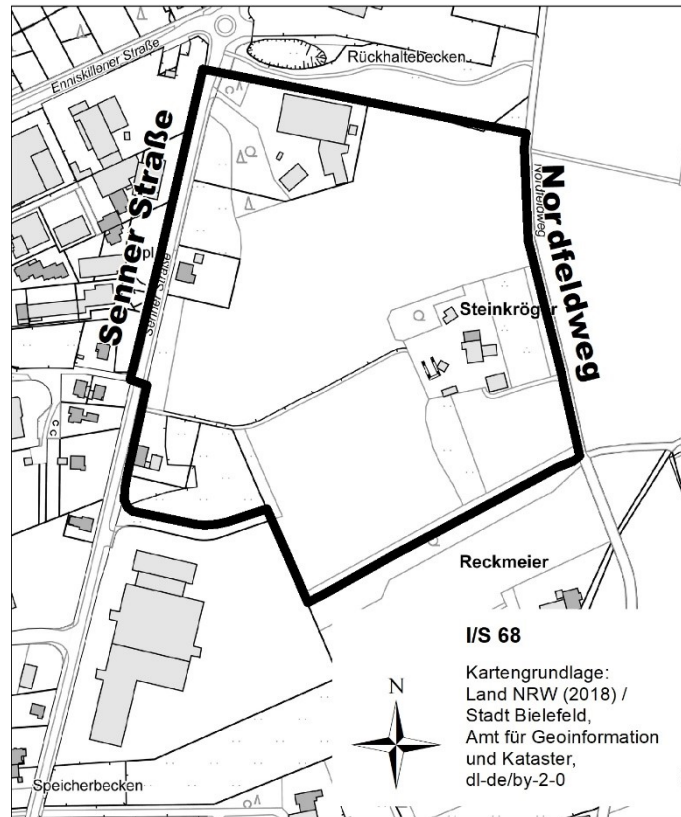 Enniskillener Straße
Rückhaltebecken
Senner Straße
Senner Straße
Nordfeldweg
Nordfeldweg
Steinkröger
Reckmeier
I/S 68
Kartengrundlage:
Land NRW (2018) /
Stadt Bielefeld,
Amt für Geoinformation
und Kataster,
dl-de/by-2-0
N
Speicherbecken